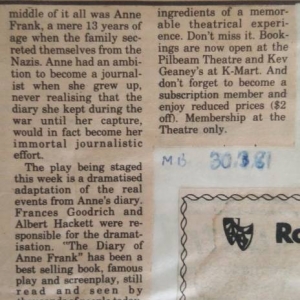 middle of it all was Anne
Frank, a mere 13 years of
age when the family sec-
reted themselves from the
Nazis. Anne had an ambi-
tion to become a journal-
ist when she grew up,
never realising that the
diary she kept during the
war until her capture,
would in fact become her
immortal journalistic
effort.
The play being staged
this week is a dramatised
adaptation of the real
events from Anne's diary.
Frances Goodrich and
Albert Hackett were re-
sponsible for the dramat-
isation. "The Diary of
Anne Frank" has been a
best selling book, famous
play and screenplay, still
read and seen by
ingredients of a memor-
able theatrical experi-
ence. Don't miss it. Book-
ings are now open at the
Pilbeam Theatre and Kev
Geaney's at K-Mart. And
don't forget to become a
subscription member and
enjoy reduced prices ($2
off). Membership at the
Theatre only.
MB 30.3.81
Ro